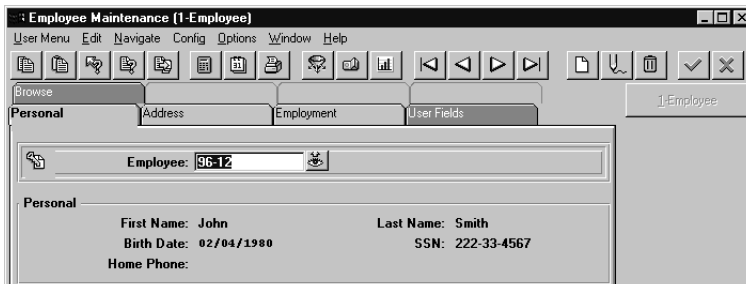 Employee Maintenance (1-Employee)
User Menu Edit Navigate Config Options Window Help
Browse
1-Employee
Personal Address Employment User Fields
Employee: 96-12
Personal
First Name: John Last Name: Smith
Birth Date: 02/04/1980 SSN: 222-33-4567
Home Phone: